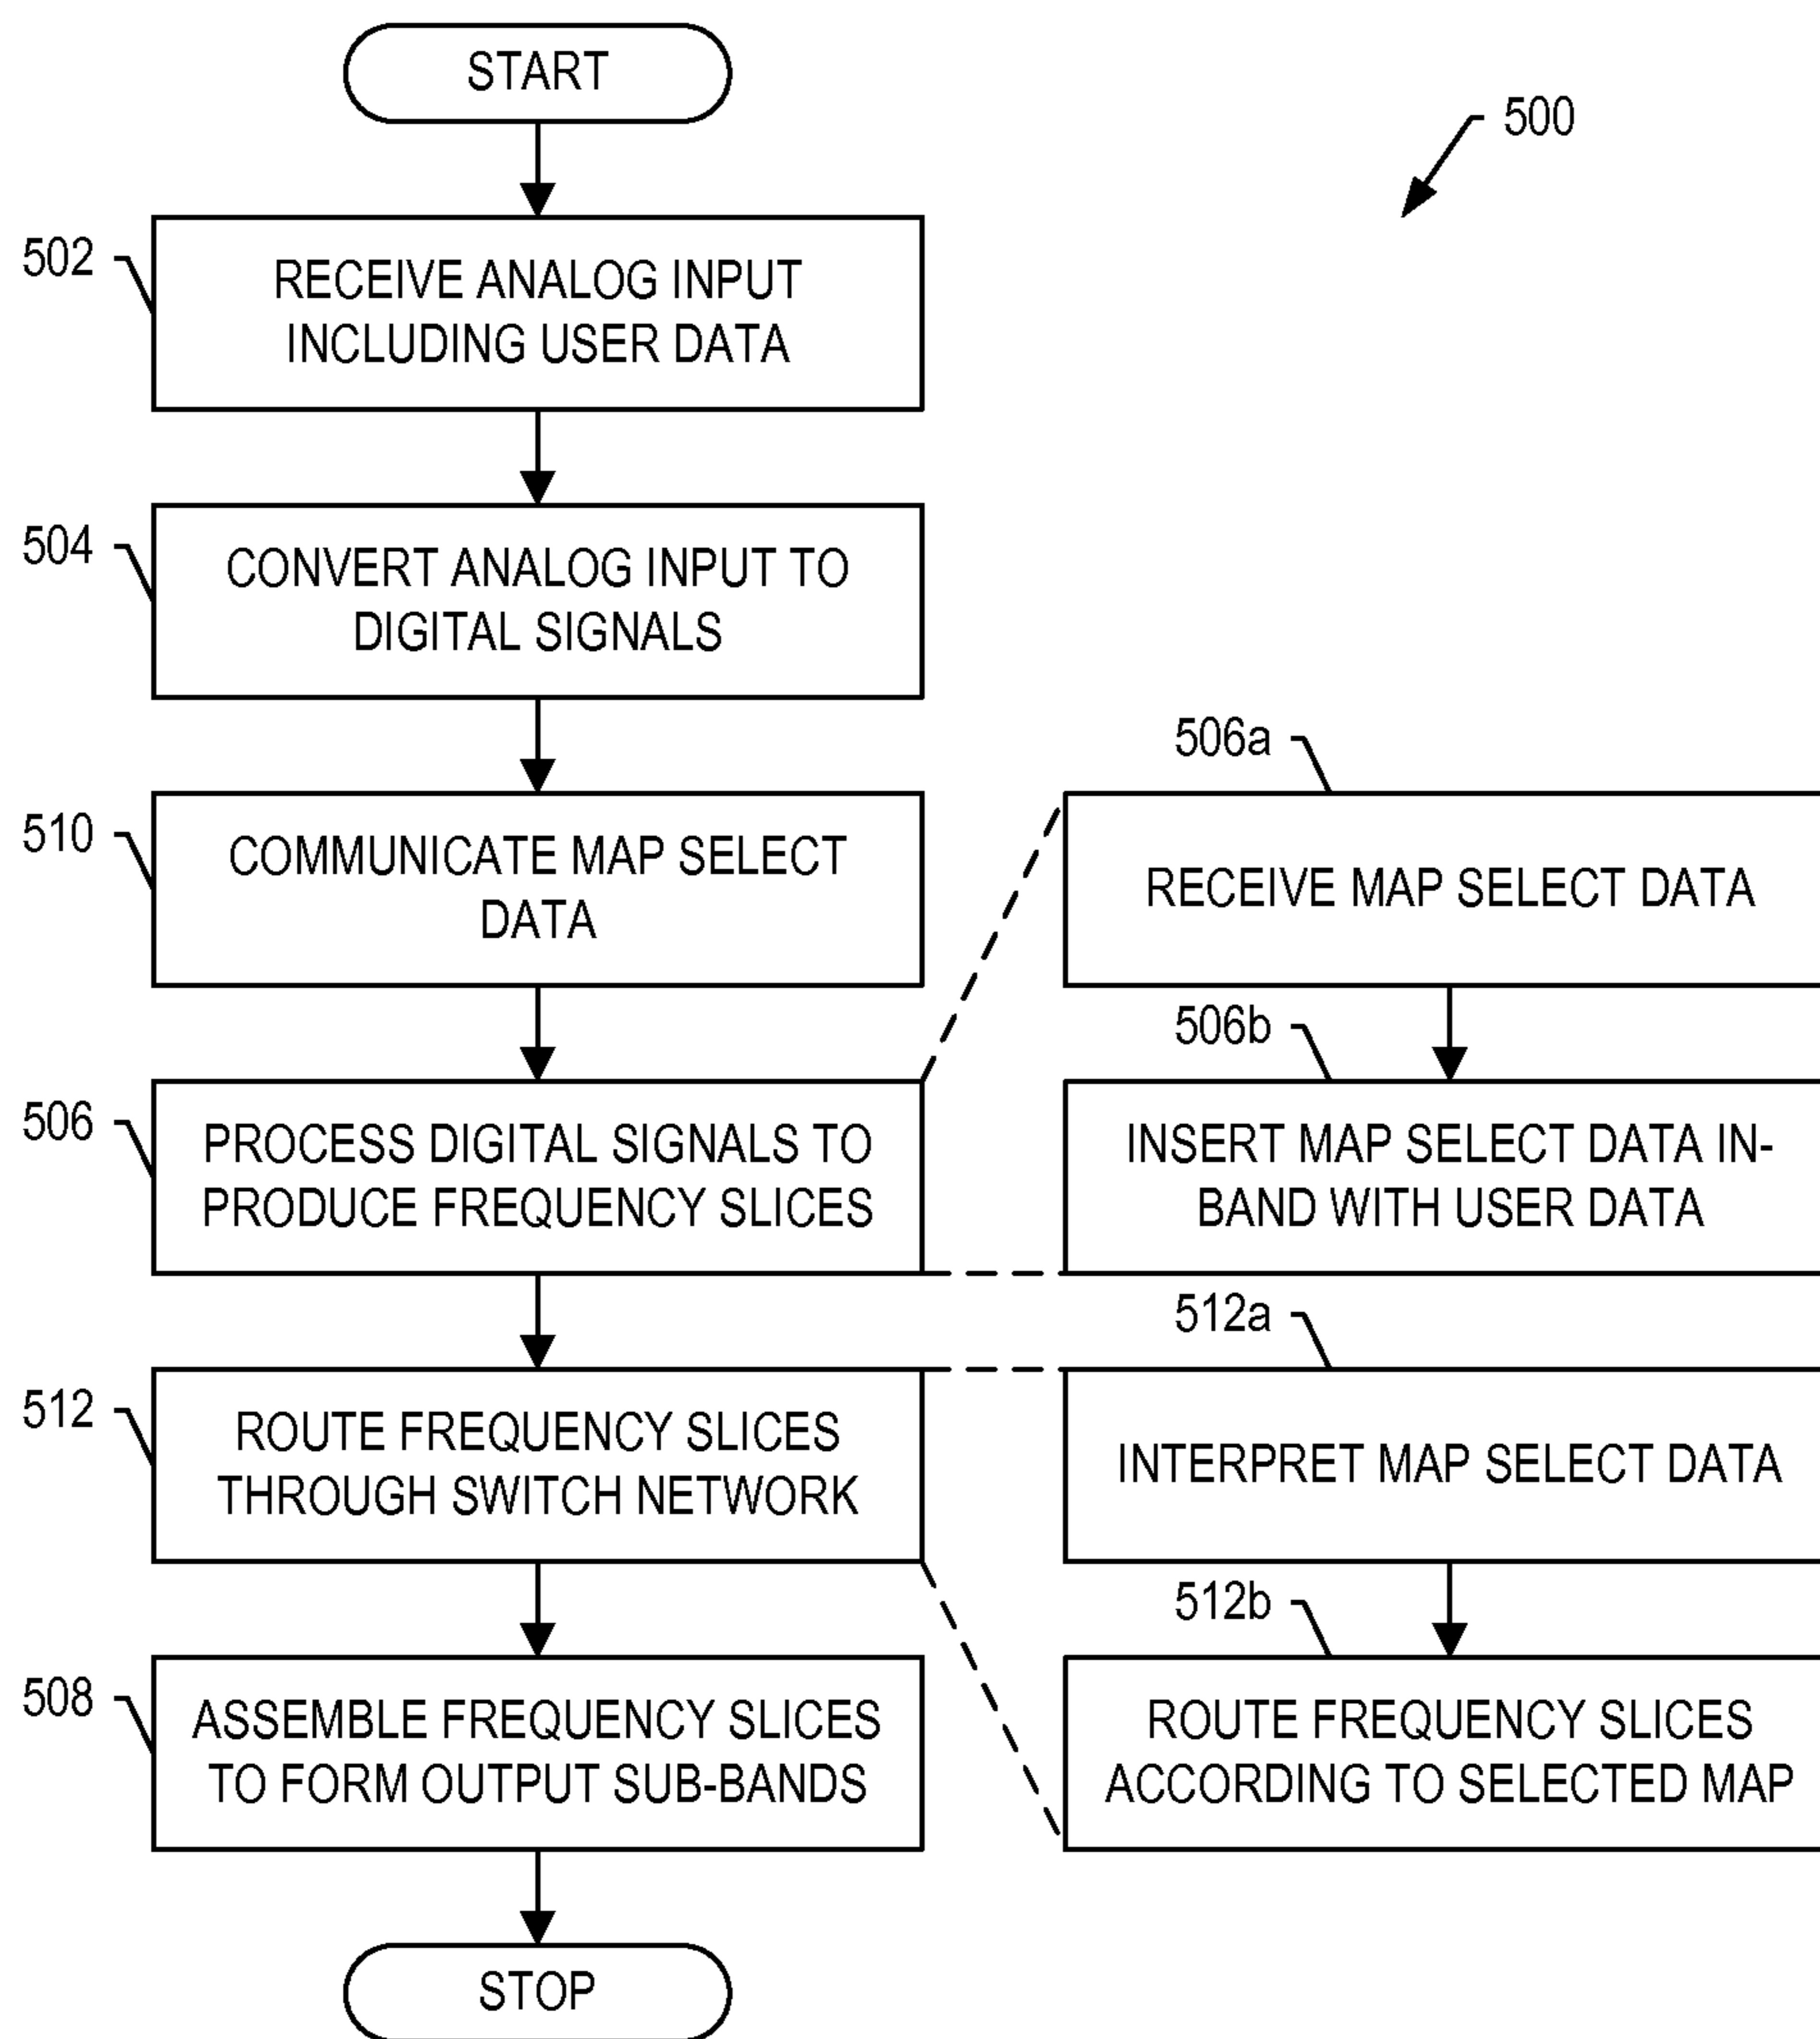 START
500
502
RECEIVE ANALOG INPUT
INCLUDING USER DATA
504
CONVERT ANALOG INPUT TO
DIGITAL SIGNALS
510
COMMUNICATE MAP SELECT
DATA
506
PROCESS DIGITAL SIGNALS TO
PRODUCE FREQUENCY SLICES
506a
RECEIVE MAP SELECT DATA
506b
INSERT MAP SELECT DATA IN-
BAND WITH USER DATA
512
ROUTE FREQUENCY SLICES
THROUGH SWITCH NETWORK
512a
INTERPRET MAP SELECT DATA
512b
ROUTE FREQUENCY SLICES
ACCORDING TO SELECTED MAP
508
ASSEMBLE FREQUENCY SLICES
TO FORM OUTPUT SUB-BANDS
STOP